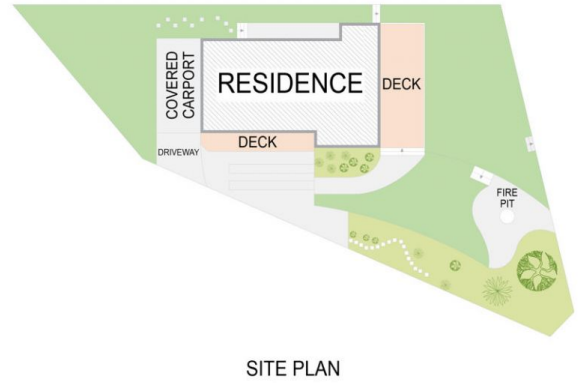 COVERED
CARPORT
RESIDENCE
DECK
DECK
DRIVEWAY
FIRE
PIT
SITE PLAN